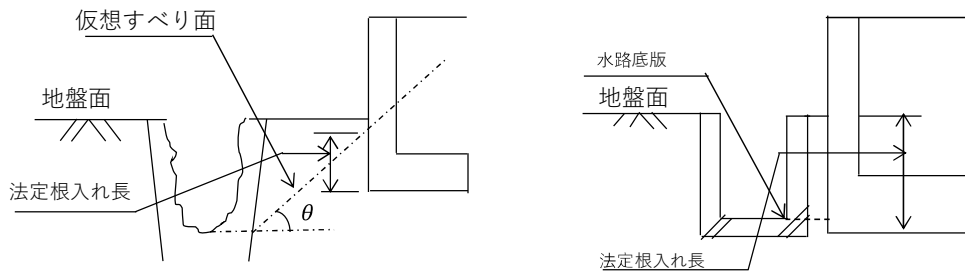 仮想すべり面
地盤面
法定根入れ長
θ
水路底版
地盤面
法定根入れ長